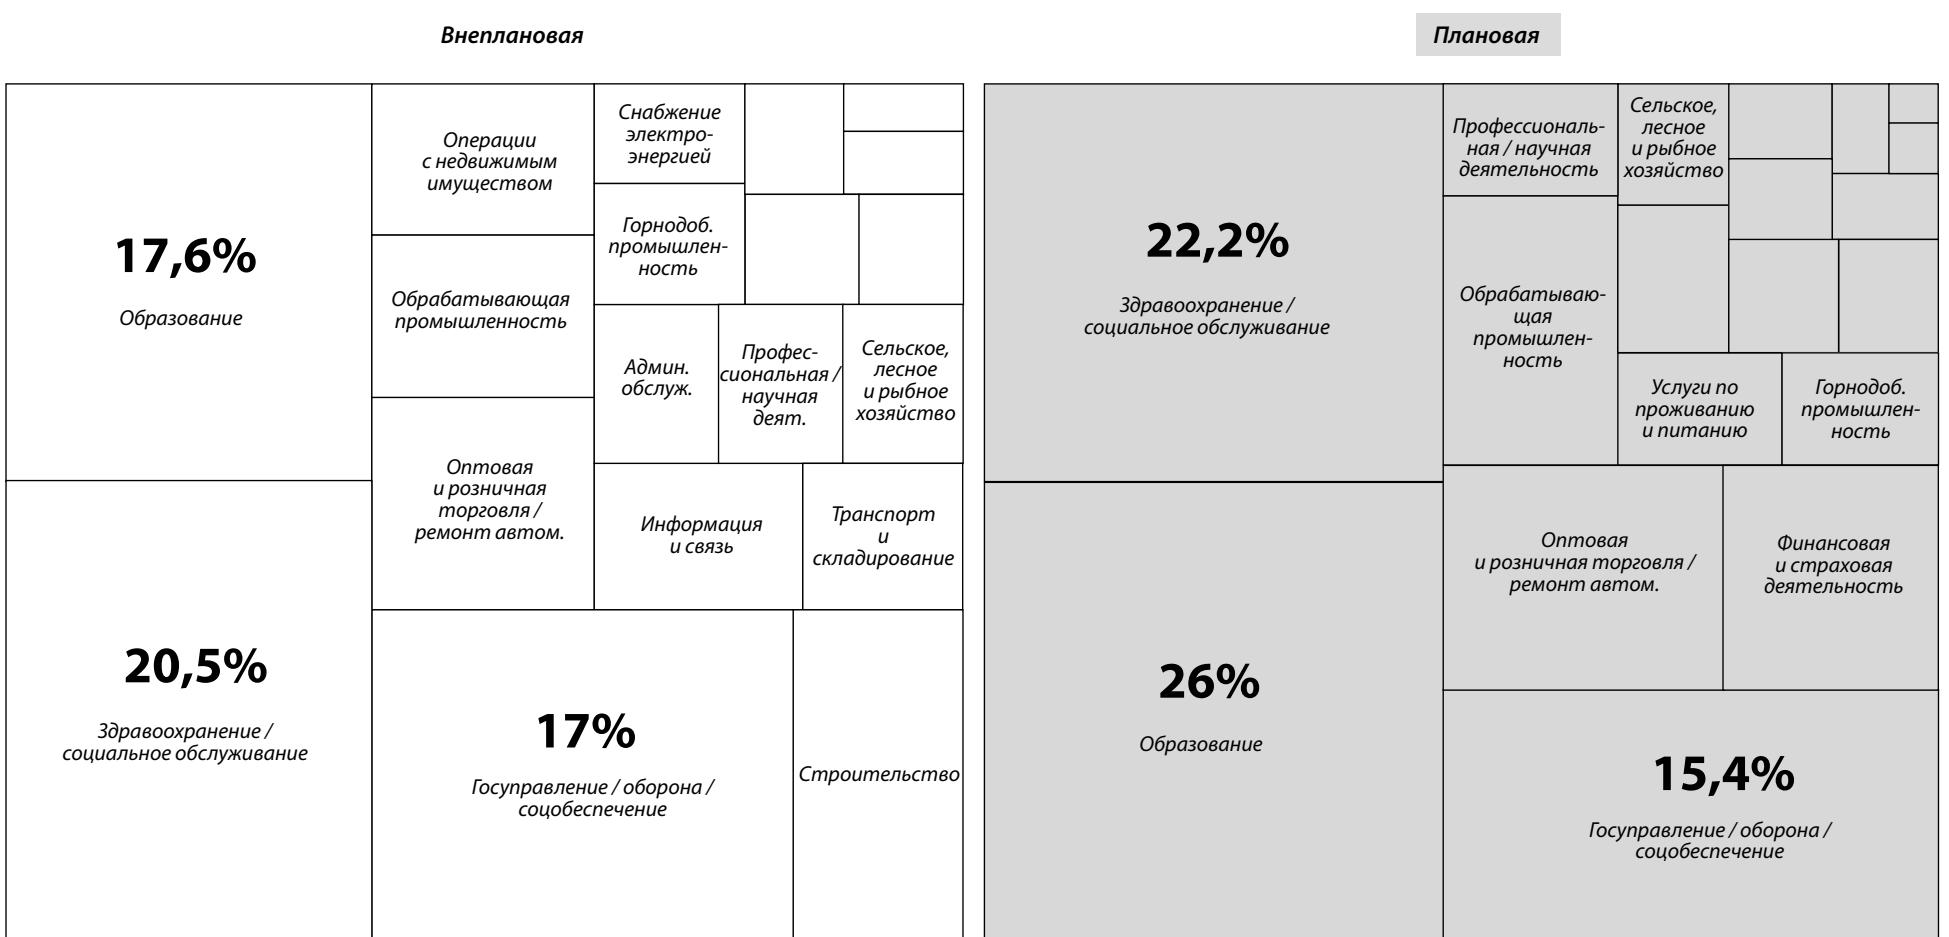 Внеплановая
17,6%
Образование
20,5%
Здравоохранение /
социальное обслуживание
Операции
с недвижимым
имуществом
Обрабатывающая
промышленность
Оптовая
и розничная
торговля /
ремонт автом.
Снабжение
электро-
энергией
Горнодоб.
промышлен-
ность
Админ.
обслуж.
Профес-
сиональная /
научная
деят.
Сельское,
лесное
и рыбное
хозяйство
Информация
и связь
Транспорт
и
складирование
17%
Госуправление / оборона /
соцобеспечение
Строительство
Плановая
22,2%
Здравоохранение /
социальное обслуживание
26%
Образование
Профессиональ-
ная / научная
деятельность
Сельское,
лесное
и рыбное
хозяйство
Обрабатываю-
щая
промышлен-
ность
Услуги по
проживанию
и питанию
Горнодоб.
промышлен-
ность
Оптовая
и розничная торговля /
ремонт автом.
Финансовая
и страховая
деятельность
15,4%
Госуправление / оборона /
соцобеспечение